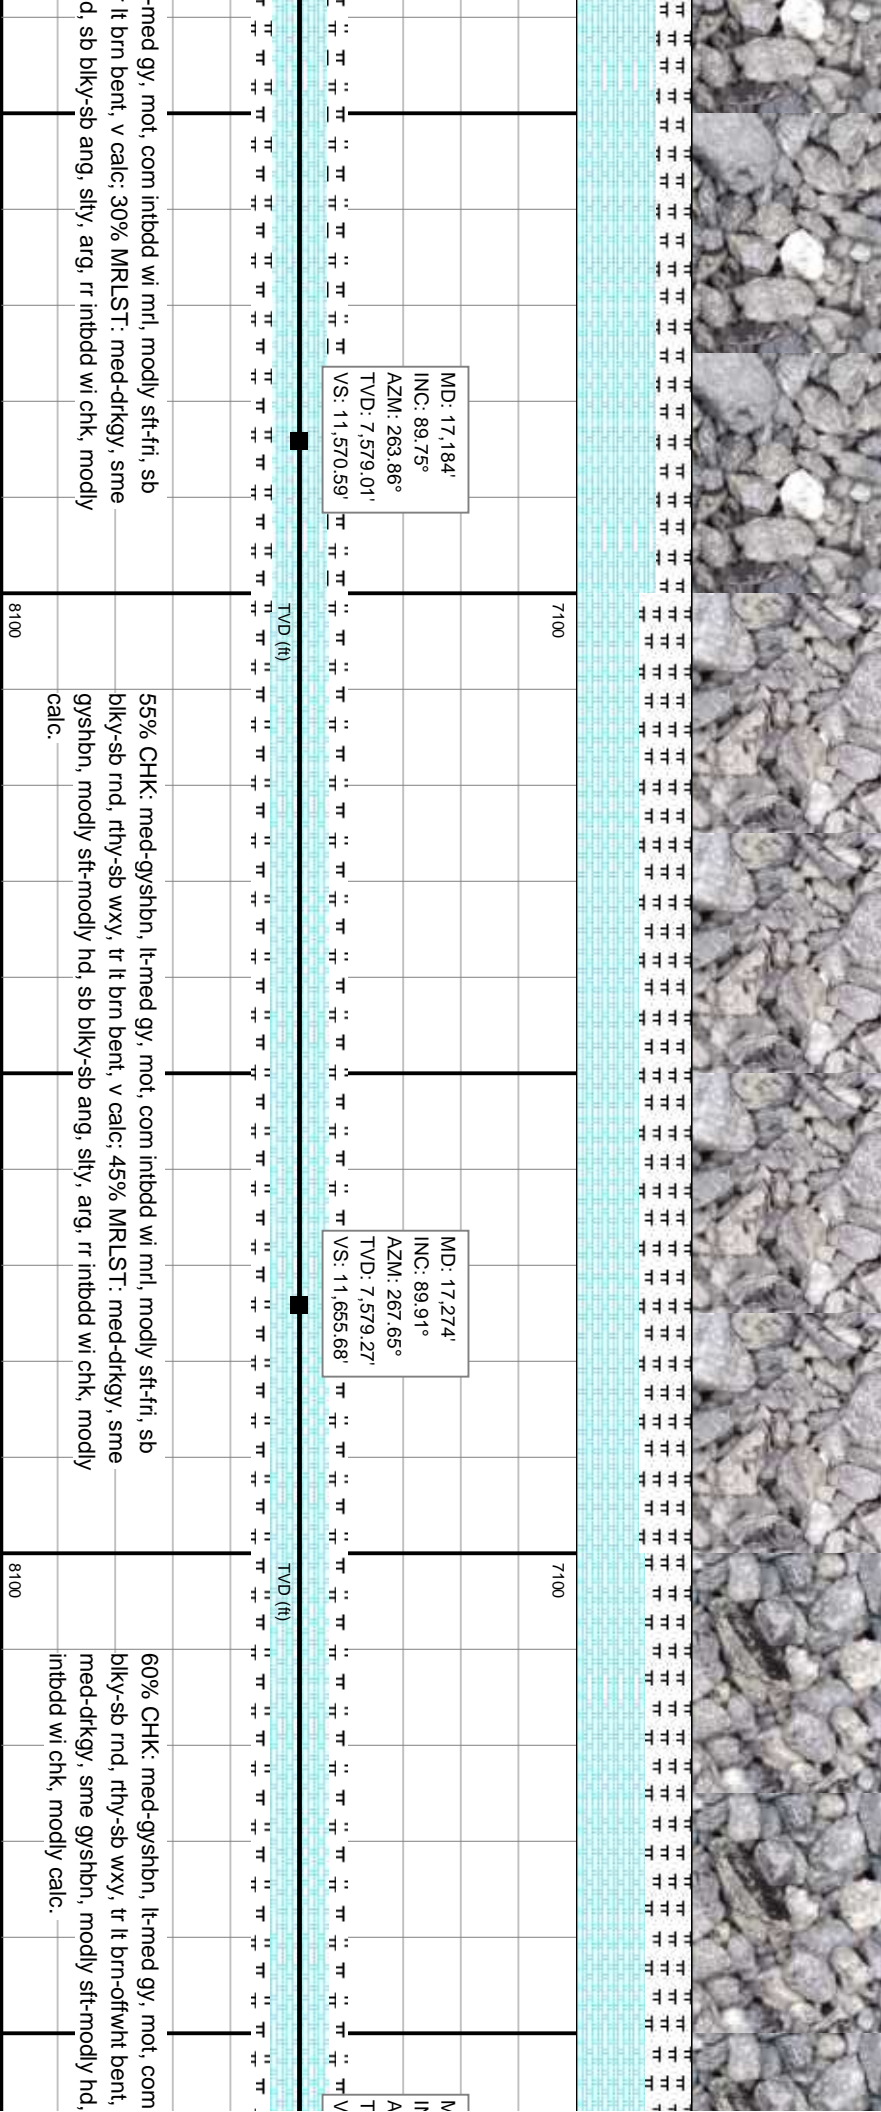 -med gy, mot, com intbdd wi mrl, modly sft-fri, sb
lt brn bent, v calc; 30% MRLST: med-drkgy, sme
d, sb blky-sb ang, slty, arg, rr intbdd wi chk, modly
MD: 17,184'
INC: 89.75°
AZM: 263.86°
TVD: 7,579.01'
VS: 11,570.59'
7100
TVD (ft)
8100
55% CHK: med-gyshbn, lt-med gy, mot, com intbdd wi mrl, modly sft-fri, sb
blky-sb rnd, rthy-sb wxy, tr lt brn bent, v calc; 45% MRLST: med-drkgy, sme
gyshbn, modly sft-modly hd, sb blky-sb ang, slty, arg, rr intbdd wi chk, modly
calc.
MD: 17,274'
INC: 89.91°
AZM: 267.65°
TVD: 7,579.27'
VS: 11,655.68'
7100
TVD (ft)
8100
60% CHK: med-gyshbn, lt-med gy, mot, com
blky-sb rnd, rthy-sb wxy, tr lt brn-offwht bent,
med-drkgy, sme gyshbn, modly sft-modly hd,
intbdd wi chk, modly calc.